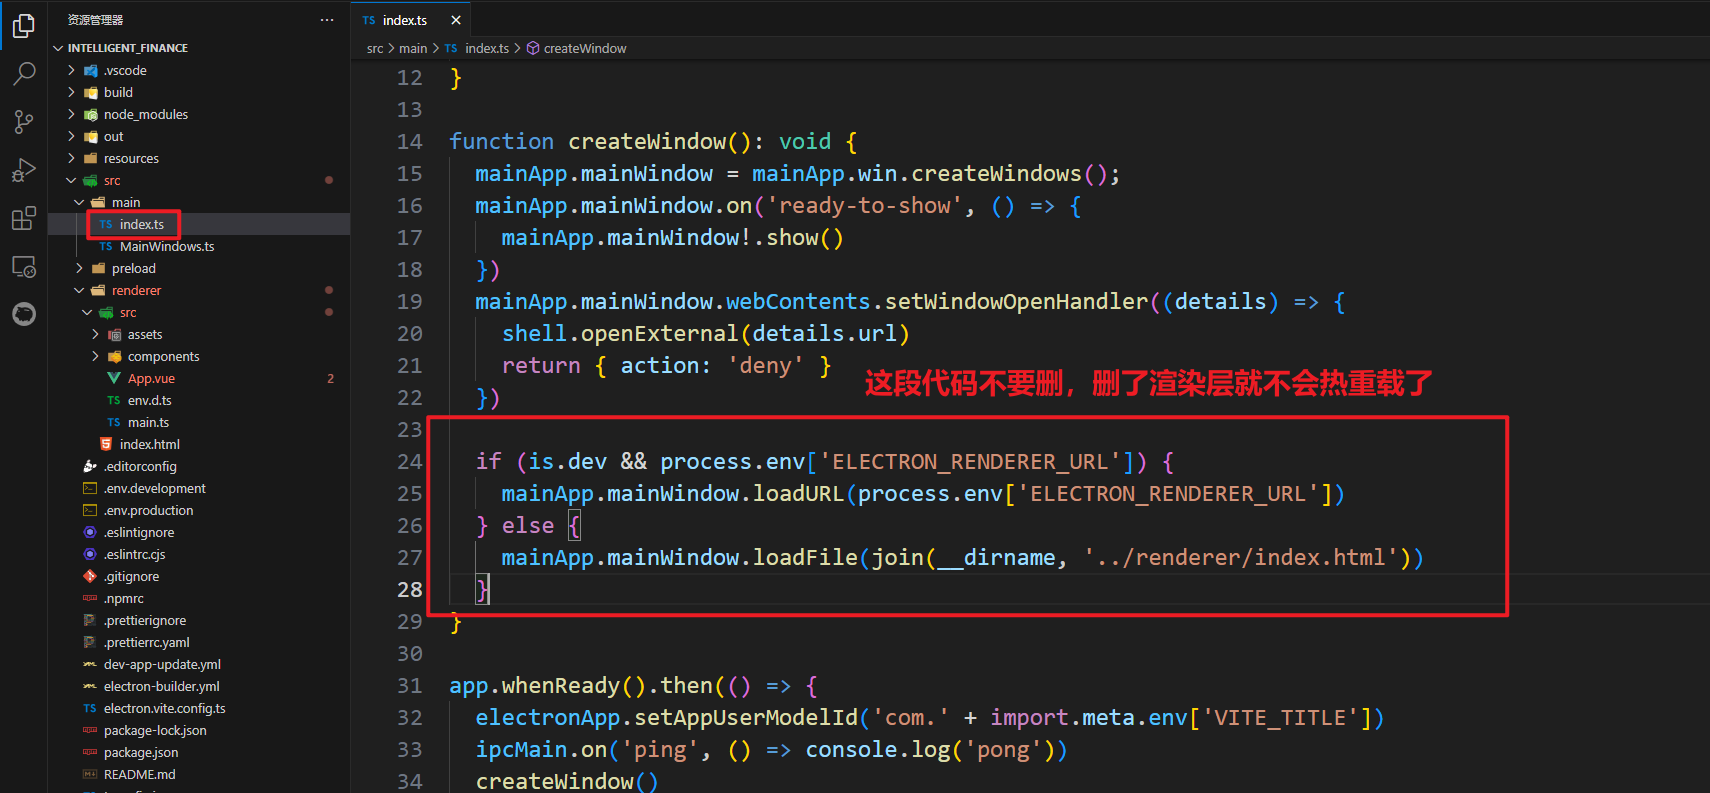 资源管理器
···
INTELLIGENT_FINANCE
.vscode
build
node_modules
out
resources
src
main
TS index.ts
TS MainWindows.ts
preload
renderer
src
assets
components
App.vue 2
TS env.d.ts
TS main.ts
index.html
.editorconfig
.env.development
.env.production
.eslintignore
.eslintrc.cjs
.gitignore
.npmrc
.prettierignore
.prettierrc.yaml
dev-app-update.yml
electron-builder.yml
TS electron.vite.config.ts
package-lock.json
package.json
README.md
TS index.ts ×
src > main > TS index.ts > createWindow
12 }
13
14 function createWindow(): void {
15 mainApp.mainWindow = mainApp.win.createWindows();
16 mainApp.mainWindow.on('ready-to-show', () => {
17 mainApp.mainWindow!.show()
18 })
19 mainApp.mainWindow.webContents.setWindowOpenHandler((details) => {
20 shell.openExternal(details.url)
21 return { action: 'deny' }
22 })
这段代码不要删，删了渲染层就不会热重载了
23
24 if (is.dev && process.env['ELECTRON_RENDERER_URL']) {
25 mainApp.mainWindow.loadURL(process.env['ELECTRON_RENDERER_URL'])
26 } else {
27 mainApp.mainWindow.loadFile(join(__dirname, '../renderer/index.html'))
28 }
29 }
30
31 app.whenReady().then(() => {
32 electronApp.setAppUserModelId('com.' + import.meta.env['VITE_TITLE'])
33 ipcMain.on('ping', () => console.log('pong'))
34 createWindow()